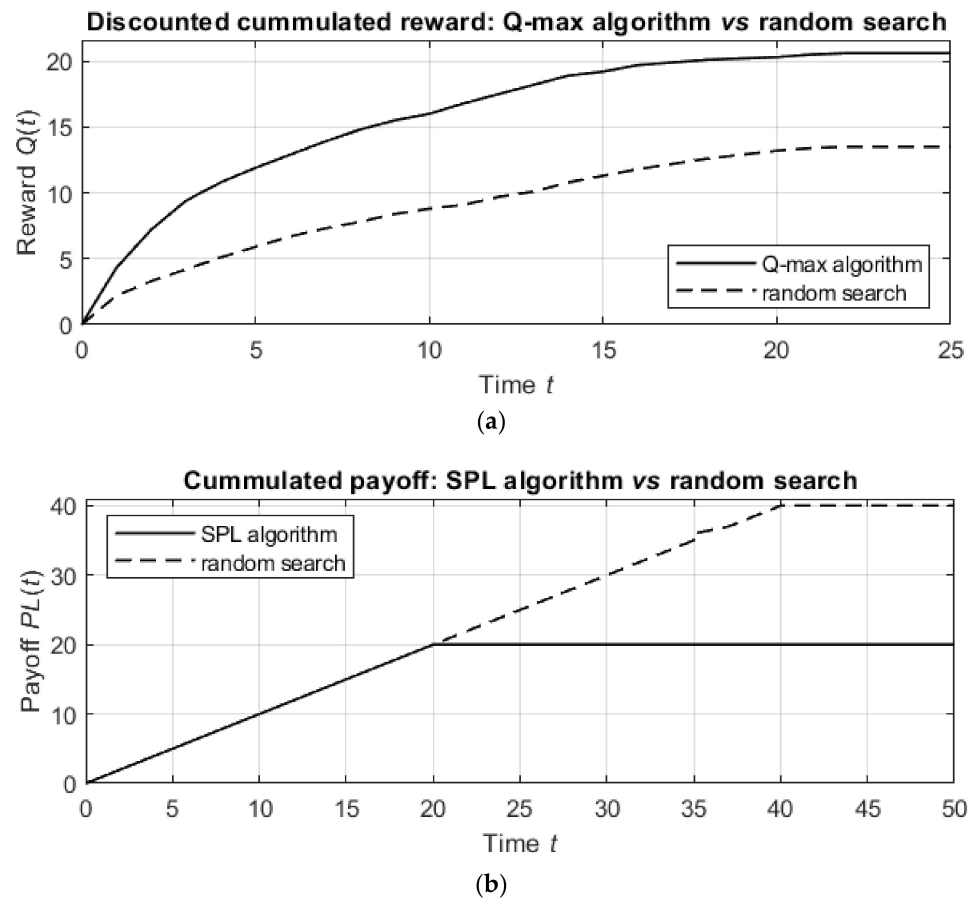 Discounted cummulated reward: Q-max algorithm vs random search
20
15
10
5
0
Reward Q(t)
Q-max algorithm
random search
0 5 10 15 20 25
Time t
(a)
Cummulated payoff: SPL algorithm vs random search
40
30
20
10
0
Payoff PL(t)
SPL algorithm
random search
0 5 10 15 20 25 30 35 40 45 50
Time t
(b)